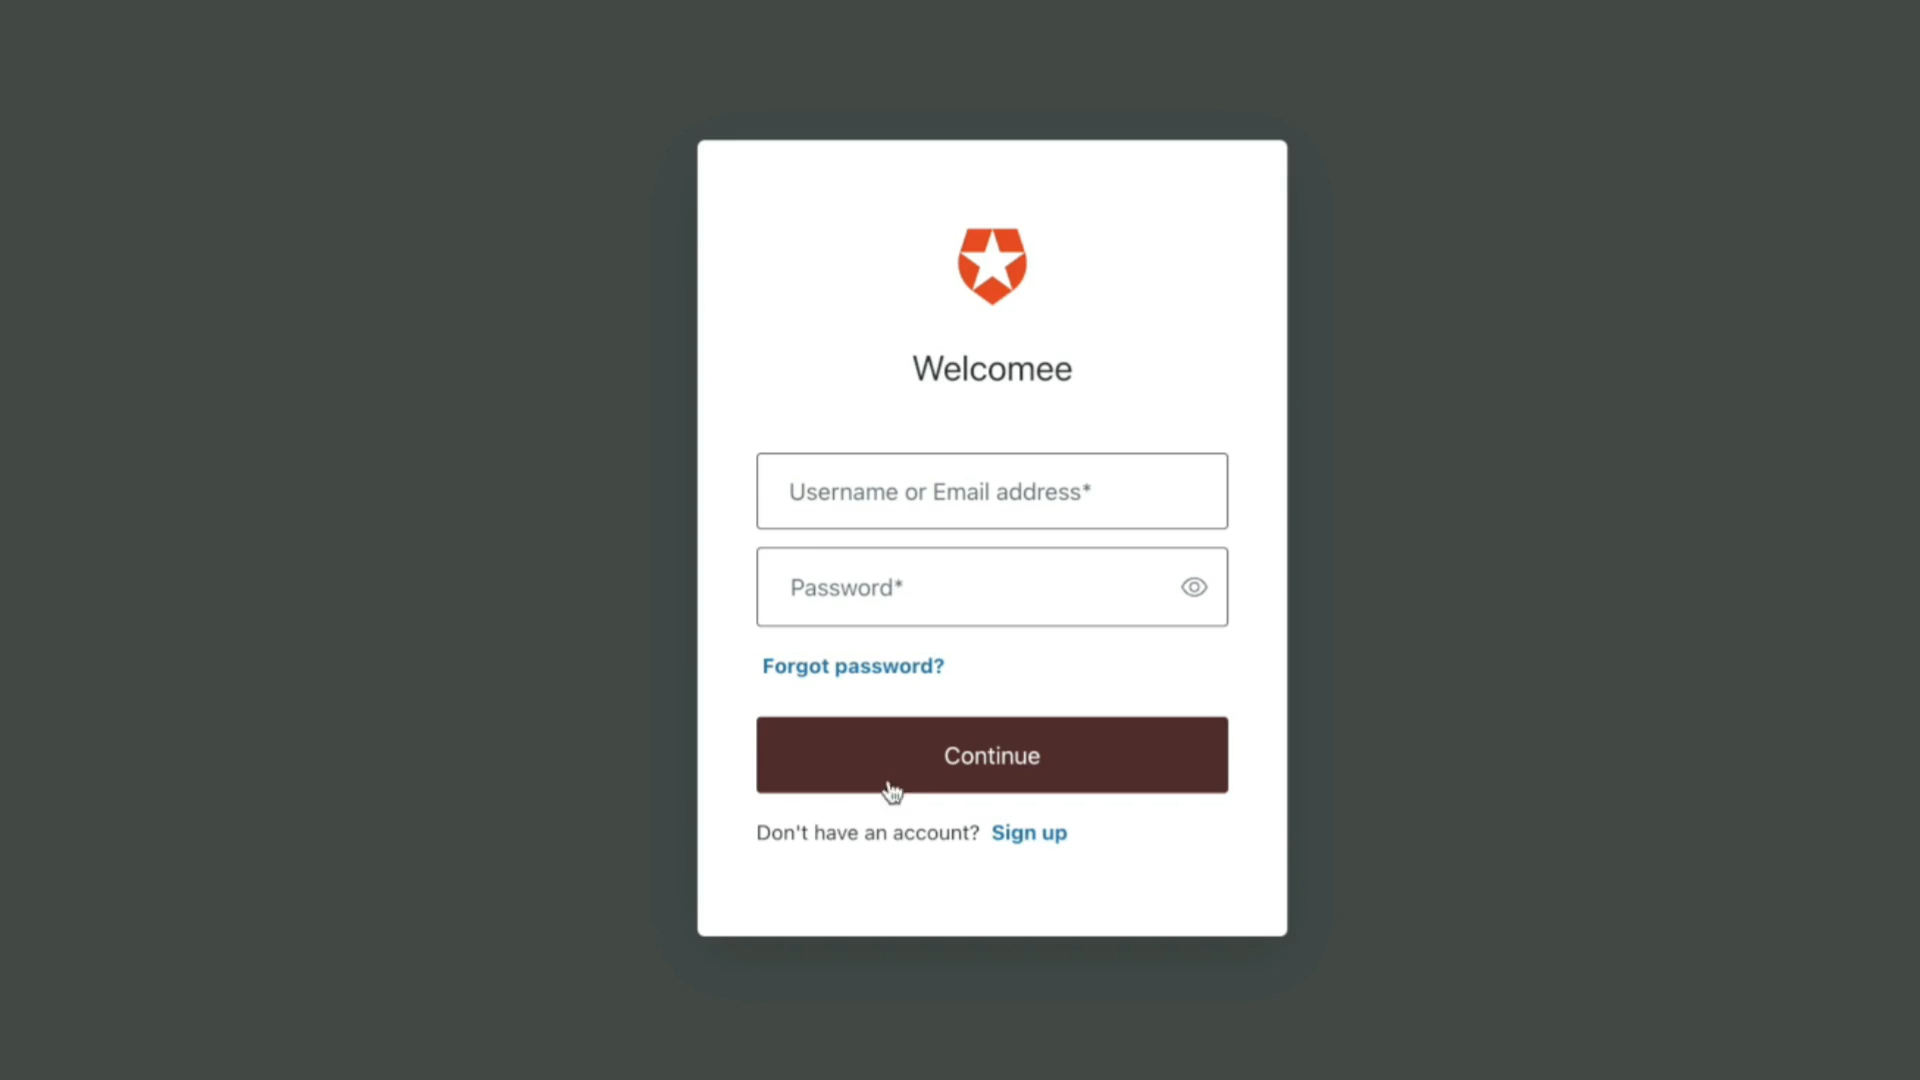 Welcomee
Username or Email address*
Password*
Forgot password?
Continue
Don't have an account? Sign up